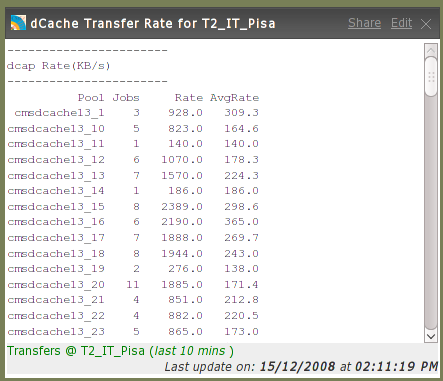 dCache Transfer Rate for T2_IT_Pisa Share Edit X
---------------------
dcap Rate(KB/s)
---------------------
Pool Jobs Rate AvgRate
cmsdcache13_1 3 928.0 309.3
cmsdcache13_10 5 823.0 164.6
cmsdcache13_11 1 140.0 140.0
cmsdcache13_12 6 1070.0 178.3
cmsdcache13_13 7 1570.0 224.3
cmsdcache13_14 1 186.0 186.0
cmsdcache13_15 8 2389.0 298.6
cmsdcache13_16 6 2190.0 365.0
cmsdcache13_17 7 1888.0 269.7
cmsdcache13_18 8 1944.0 243.0
cmsdcache13_19 2 276.0 138.0
cmsdcache13_20 11 1885.0 171.4
cmsdcache13_21 4 851.0 212.8
cmsdcache13_22 4 882.0 220.5
cmsdcache13_23 5 865.0 173.0
Transfers @ T2_IT_Pisa (last 10 mins )
Last update on: 15/12/2008 at 02:11:19 PM